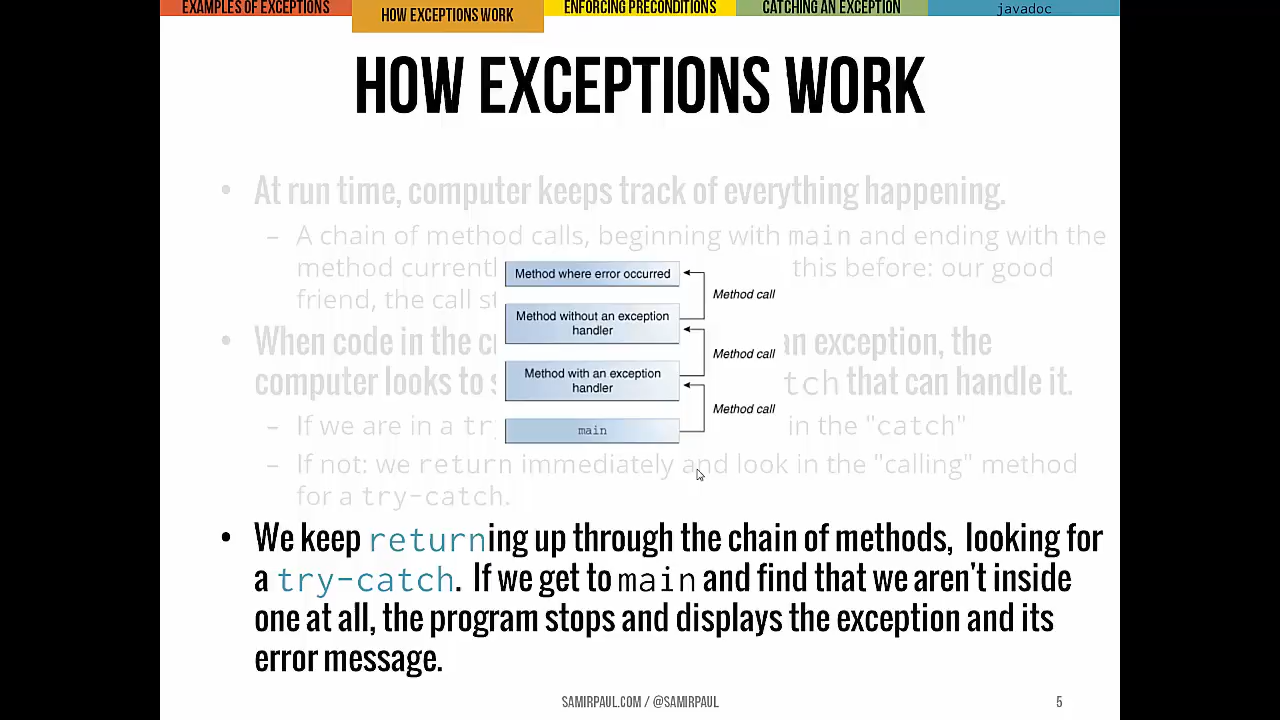 EXAMPLES OF EXCEPTIONS
HOW EXCEPTIONS WORK
ENFORCING PRECONDITIONS
CATCHING AN EXCEPTION
javadoc
HOW EXCEPTIONS WORK
• At run time, computer keeps track of everything happening.
– A chain of method calls, beginning with main and ending with the
method this before: our good
friend, the call
• When code in the an exception, the
computer looks to that can handle it.
– If we are in a in the "catch"
– If not: we return immediately and look in the "calling" method
for a try-catch.
Method where error occurred
Method call
Method without an exception
handler
Method call
Method with an exception
handler
Method call
main
• We keep returning up through the chain of methods, looking for
a try-catch. If we get to main and find that we aren't inside
one at all, the program stops and displays the exception and its
error message.
SAMIRPAUL.COM / @SAMIRPAUL
5